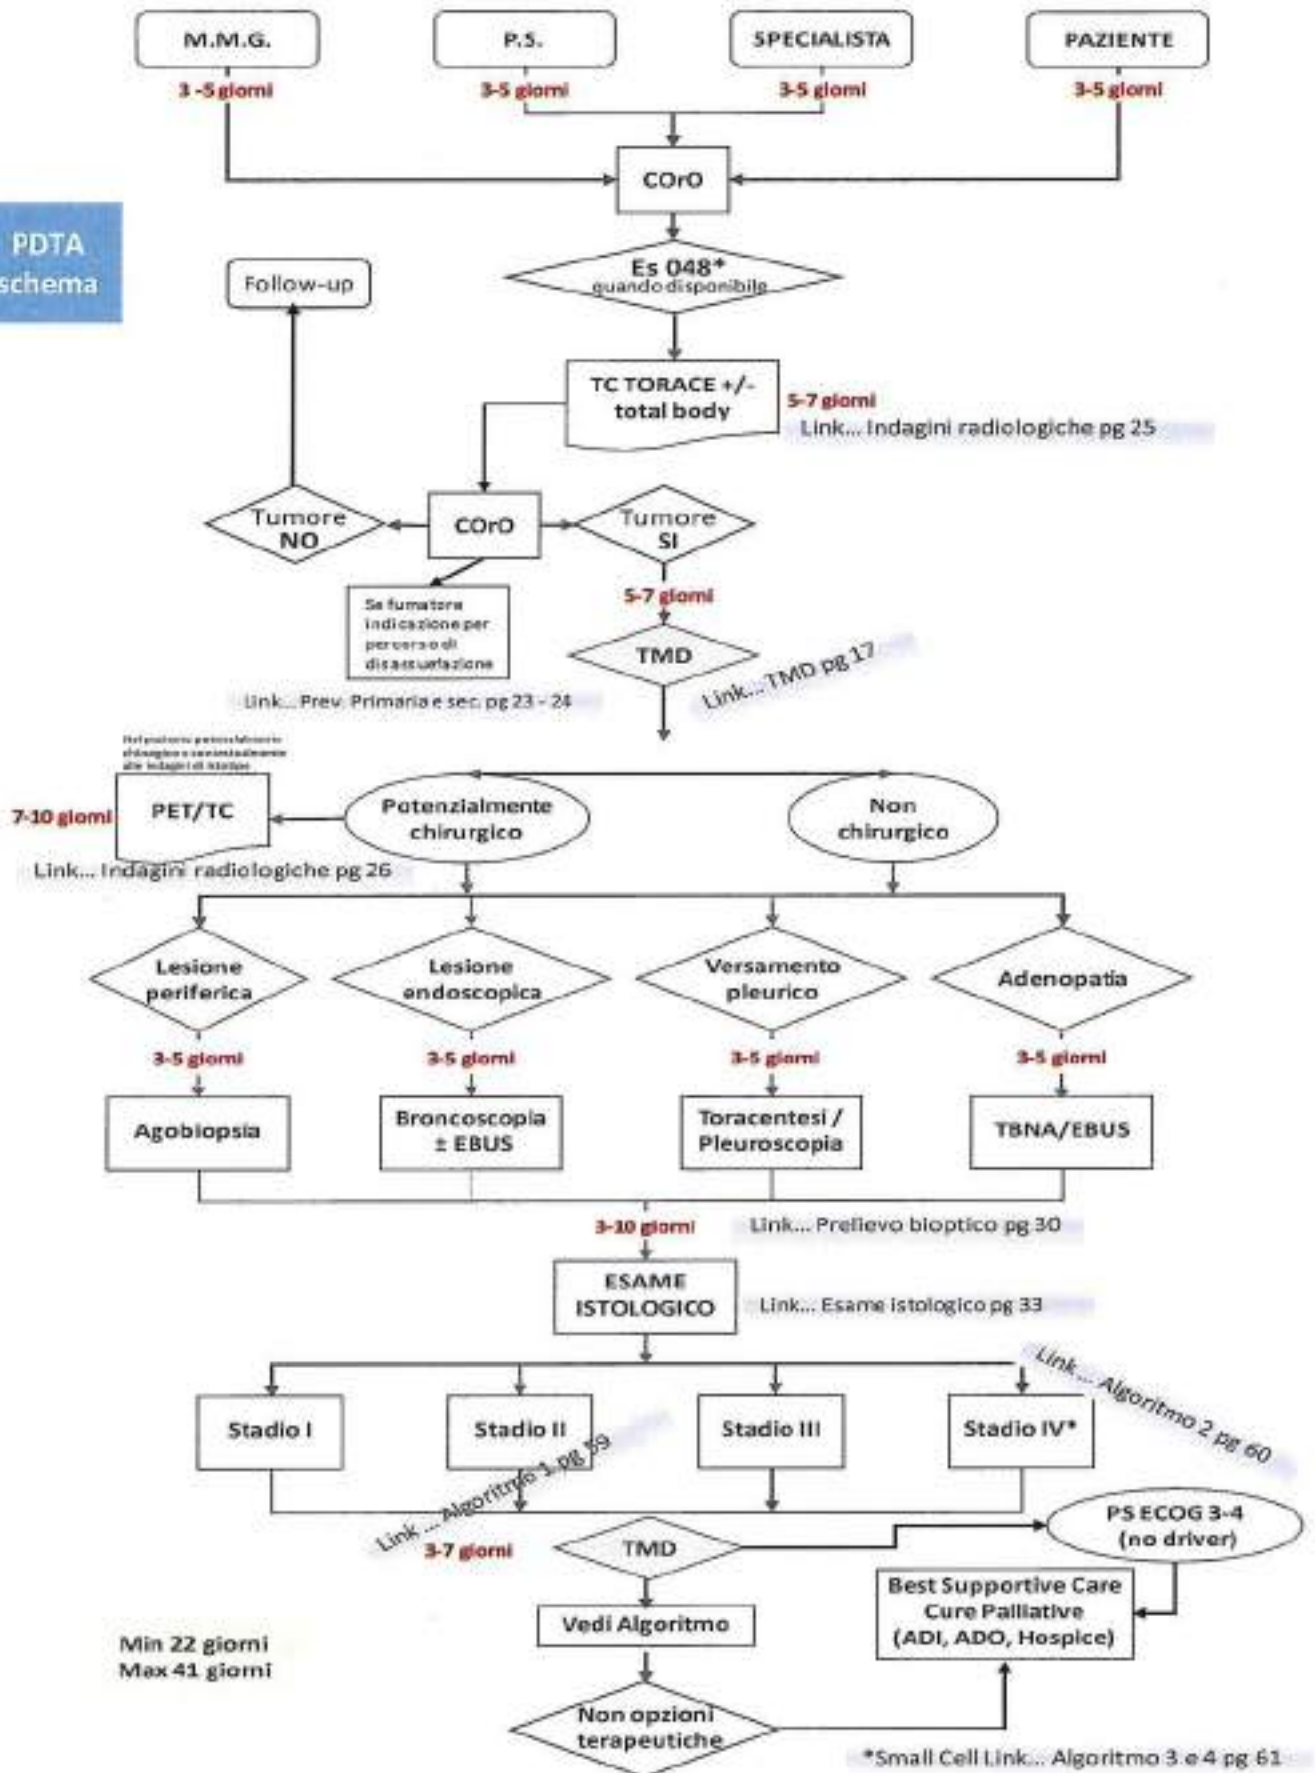 M.M.G.
P.S.
SPECIALISTA
PAZIENTE
3 -5 giorni
3-5 giorni
3-5 giorni
3-5 giorni
COrO
PDTA
schema
Es 048*
quando disponibile
Follow-up
TC TORACE +/-
total body
5-7 giorni
Link... Indagini radiologiche pg 25
Tumore
NO
COrO
Tumore
SI
Se fumatore
indicazione per
percorso di
disassuefazione
5-7 giorni
TMD
Link... TMD pg 17
Link... Prev. Primaria e sec. pg 23 - 24
Nel paziente potenzialmente
chirurgico e contestualmente
alle indagini di
7-10 giorni
PET/TC
Potenzialmente
chirurgico
Non
chirurgico
Link... Indagini radiologiche pg 26
Lesione
periferica
Lesione
endoscopica
Versamento
pleurico
Adenopatia
3-5 giorni
3-5 giorni
3-5 giorni
3-5 giorni
Agobiopsia
Broncoscopia
± EBUS
Toracentesi /
Pleuroscopia
TBNA/EBUS
3-10 giorni
Link... Prelievo bioptico pg 30
ESAME
ISTOLOGICO
Link... Esame istologico pg 33
Stadio I
Stadio II
Stadio III
Stadio IV*
Link ... Algoritmo 2 pg 60
Link ... Algoritmo 1 pg 59
3-7 giorni
TMD
PS ECOG 3-4
(no driver)
Vedi Algoritmo
Best Supportive Care
Cure Palliative
(ADI, ADO, Hospice)
Min 22 giorni
Max 41 giorni
Non opzioni
terapeutiche
*Small Cell Link... Algoritmo 3 e 4 pg 61